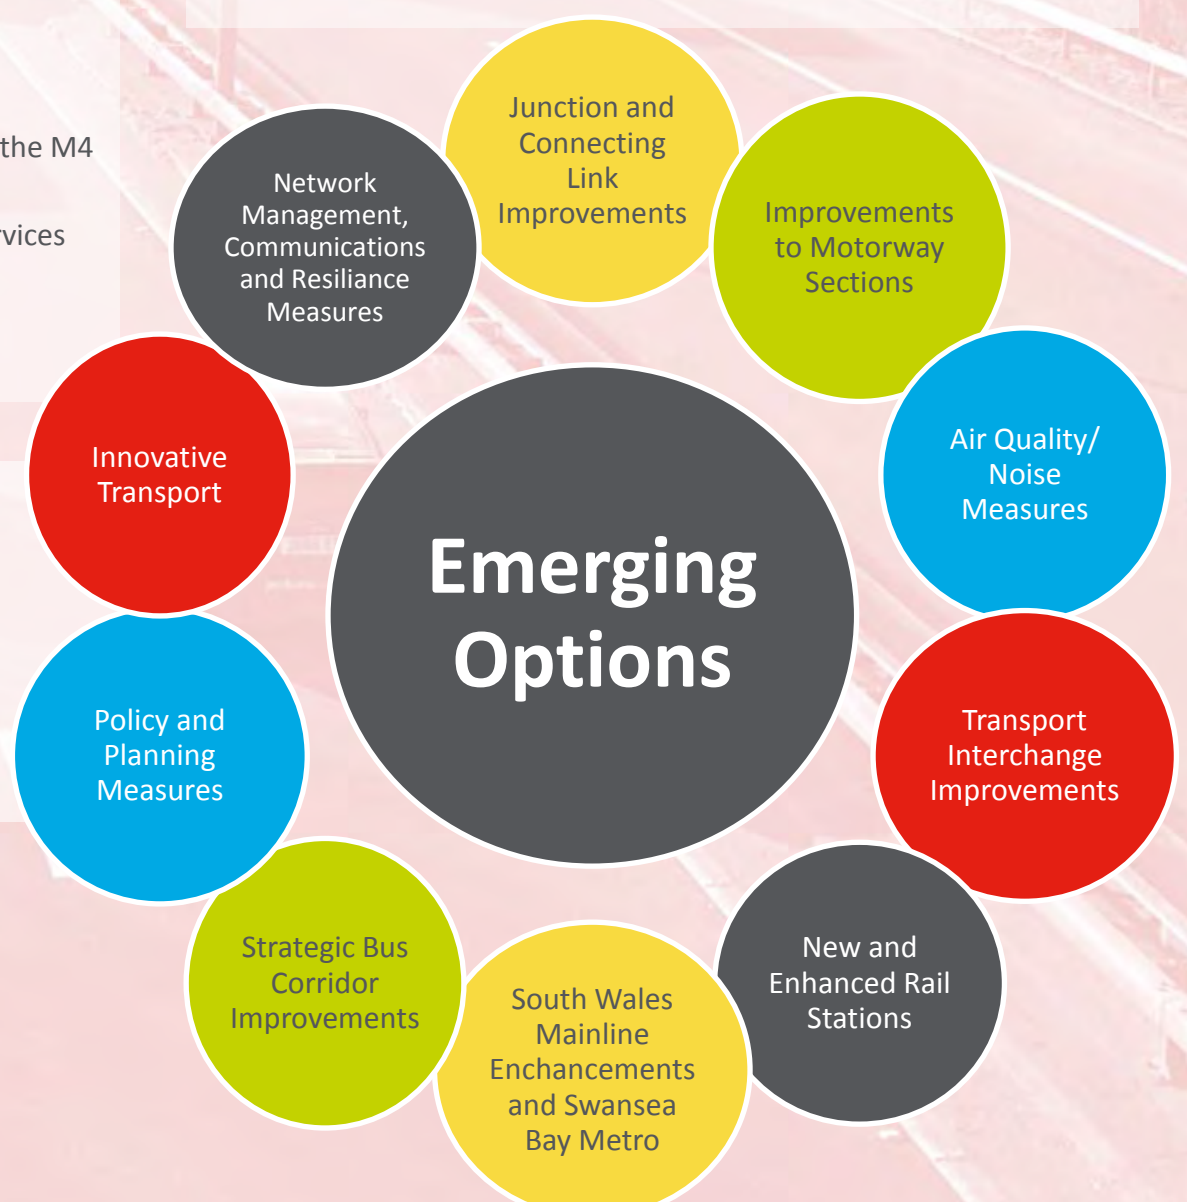 the M4
rvices
Emerging
Options
Junction and
Connecting
Link
Improvements
Improvements
to Motorway
Sections
Air Quality/
Noise
Measures
Transport
Interchange
Improvements
New and
Enhanced Rail
Stations
South Wales
Mainline
Enchancements
and Swansea
Bay Metro
Strategic Bus
Corridor
Improvements
Policy and
Planning
Measures
Innovative
Transport
Network
Management,
Communications
and Resiliance
Measures